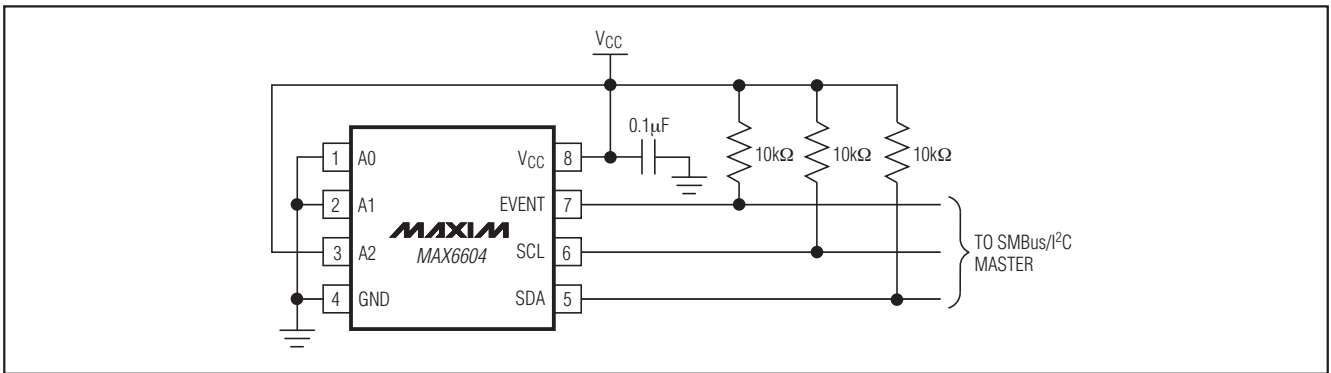 VCC
0.1µF
10kΩ 10kΩ 10kΩ
1 A0 VCC 8
2 A1 EVENT 7
MAXIM
3 A2 MAX6604 SCL 6
4 GND SDA 5
TO SMBus/I²C
MASTER